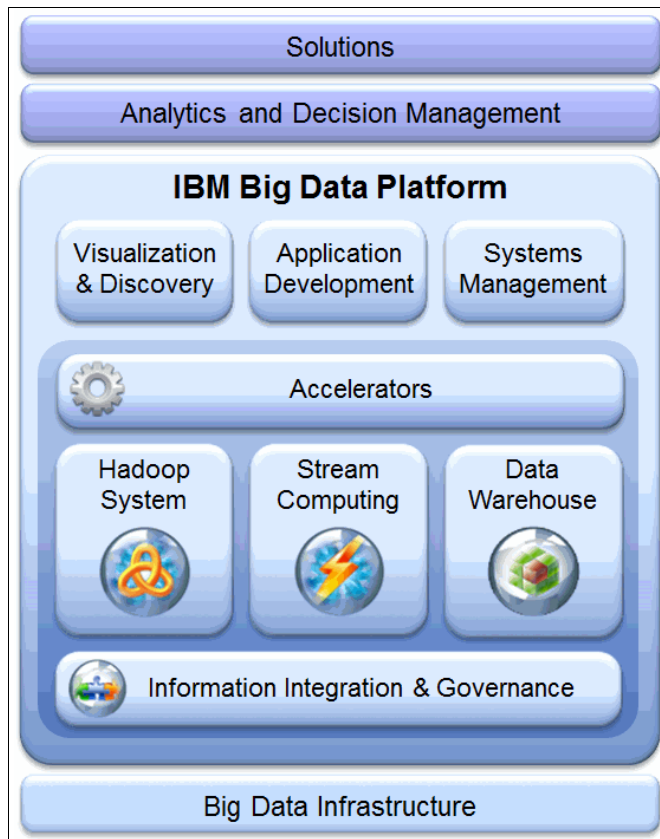 Solutions
Analytics and Decision Management
IBM Big Data Platform
Visualization
& Discovery
Application
Development
Systems
Management
Accelerators
Hadoop
System
Stream
Computing
Data
Warehouse
Information Integration & Governance
Big Data Infrastructure